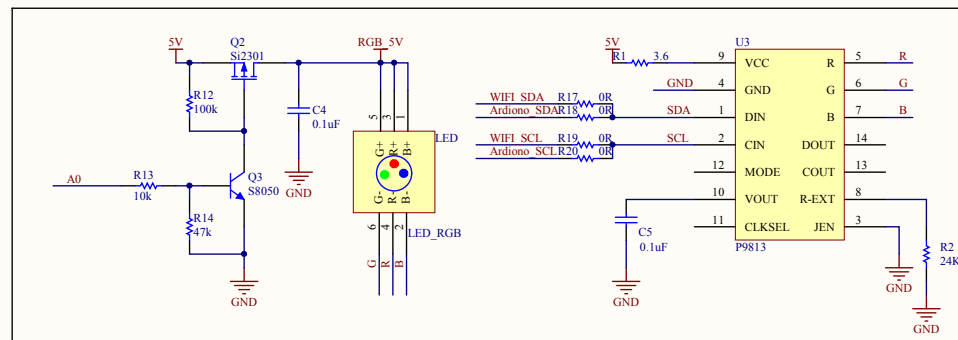 5V
Q2
Si2301
RGB_5V
R12
100k
C4
0.1uF
GND
A0
R13
10k
Q3
S8050
R14
47k
GND
5
3
1
LED
G+
R+
B+
G-
R-
B-
6
4
2
LED_RGB
G
R
B
5V
R1
3.6
U3
9
VCC
R
5
R
GND
4
GND
G
6
G
WIFI_SDA
R17
0R
Ardiono_SDA
R18
0R
SDA
1
DIN
B
7
B
WIFI_SCL
R19
0R
Ardiono_SCL
R20
0R
SCL
2
CIN
DOUT
14
12
MODE
COUT
13
10
VOUT
R-EXT
8
11
CLKSEL
JEN
3
P9813
C5
0.1uF
GND
GND
R2
24K
GND